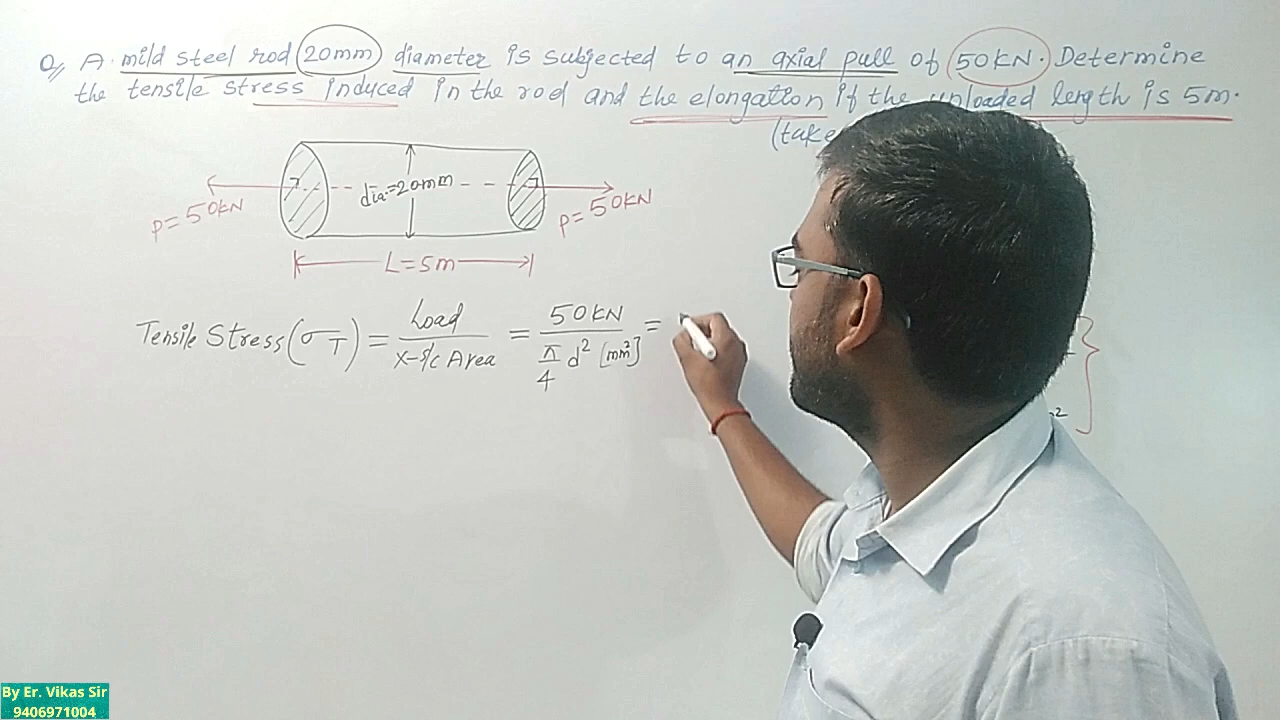 Q, A mild steel rod 20mm diameter is subjected to an axial pull of 50KN. Determine
the tensile stress induced in the rod and the elongation if the unloaded length is 5m.
(take
dia=20mm
P=50KN
P=50KN
L=5m
Tensile Stress(σT) = Load / X-s/c Area = 50KN / π/4 d² [mm²] =
By Er. Vikas Sir
9406971004